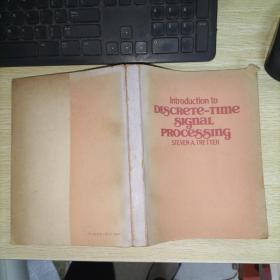 Introduction to
DISCRETE-TIME
SIGNAL
PROCESSING
STEVEN A. TRETTER